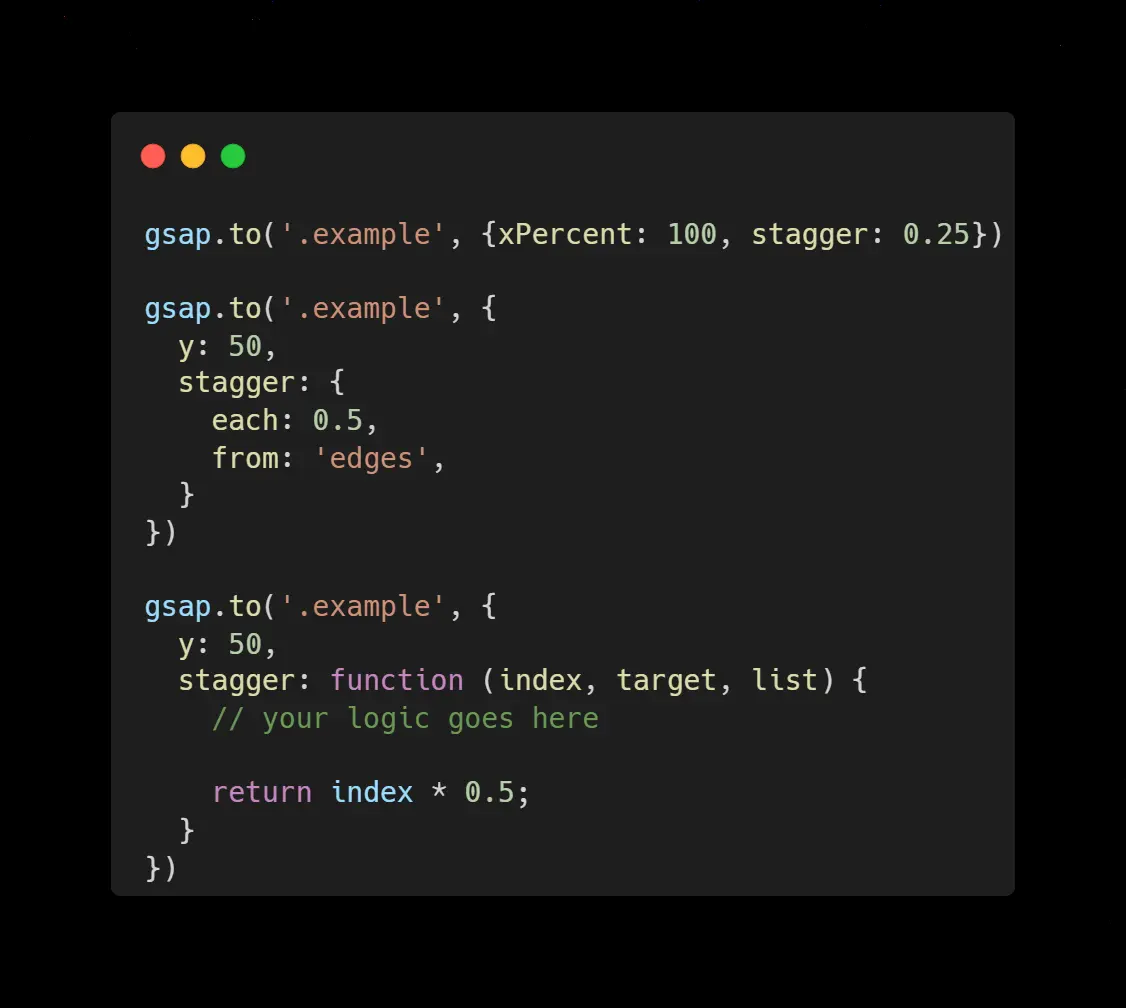 gsap.to('.example', {xPercent: 100, stagger: 0.25})
gsap.to('.example', {
y: 50,
stagger: {
each: 0.5,
from: 'edges',
}
})
gsap.to('.example', {
y: 50,
stagger: function (index, target, list) {
// your logic goes here
return index * 0.5;
}
})